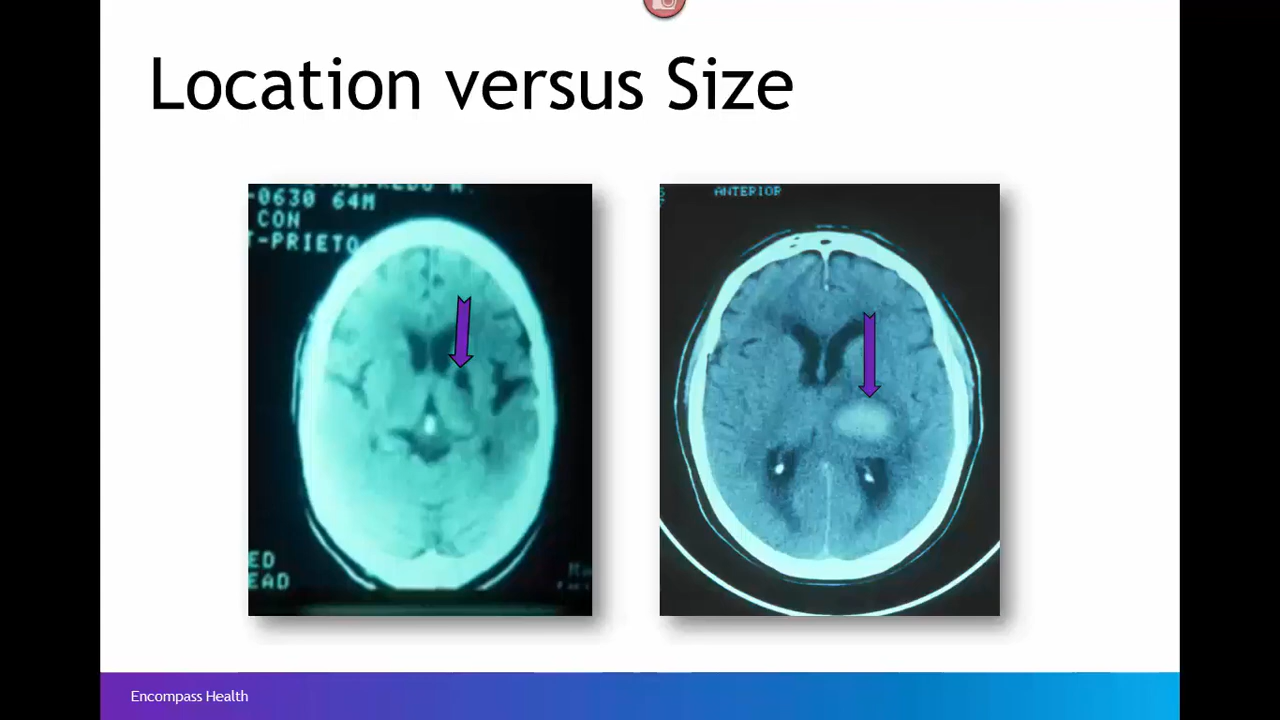 Location versus Size
-0630 64M
CON
T-PRIETO
ED
EAD
ANTERIOR
Encompass Health